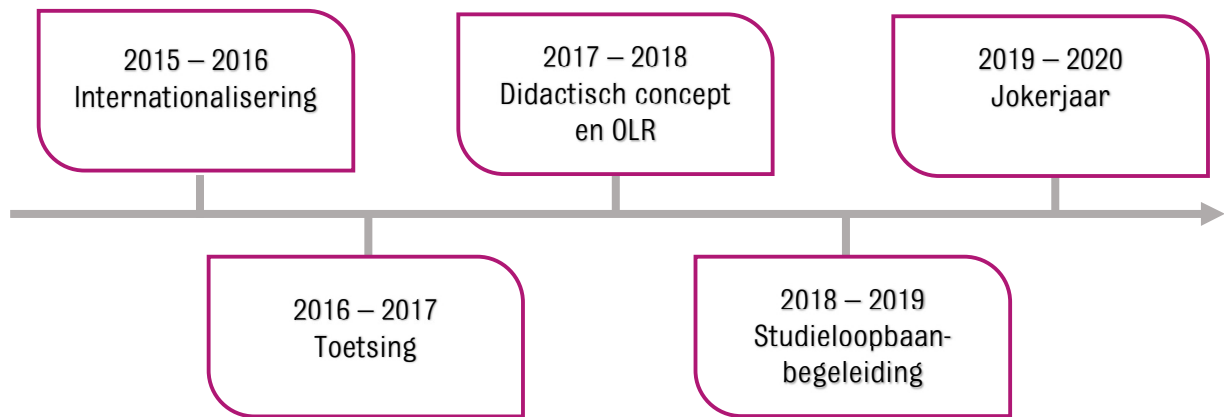 2015 – 2016
Internationalisering
2016 – 2017
Toetsing
2017 – 2018
Didactisch concept
en OLR
2018 – 2019
Studieloopbaan-
begeleiding
2019 – 2020
Jokerjaar